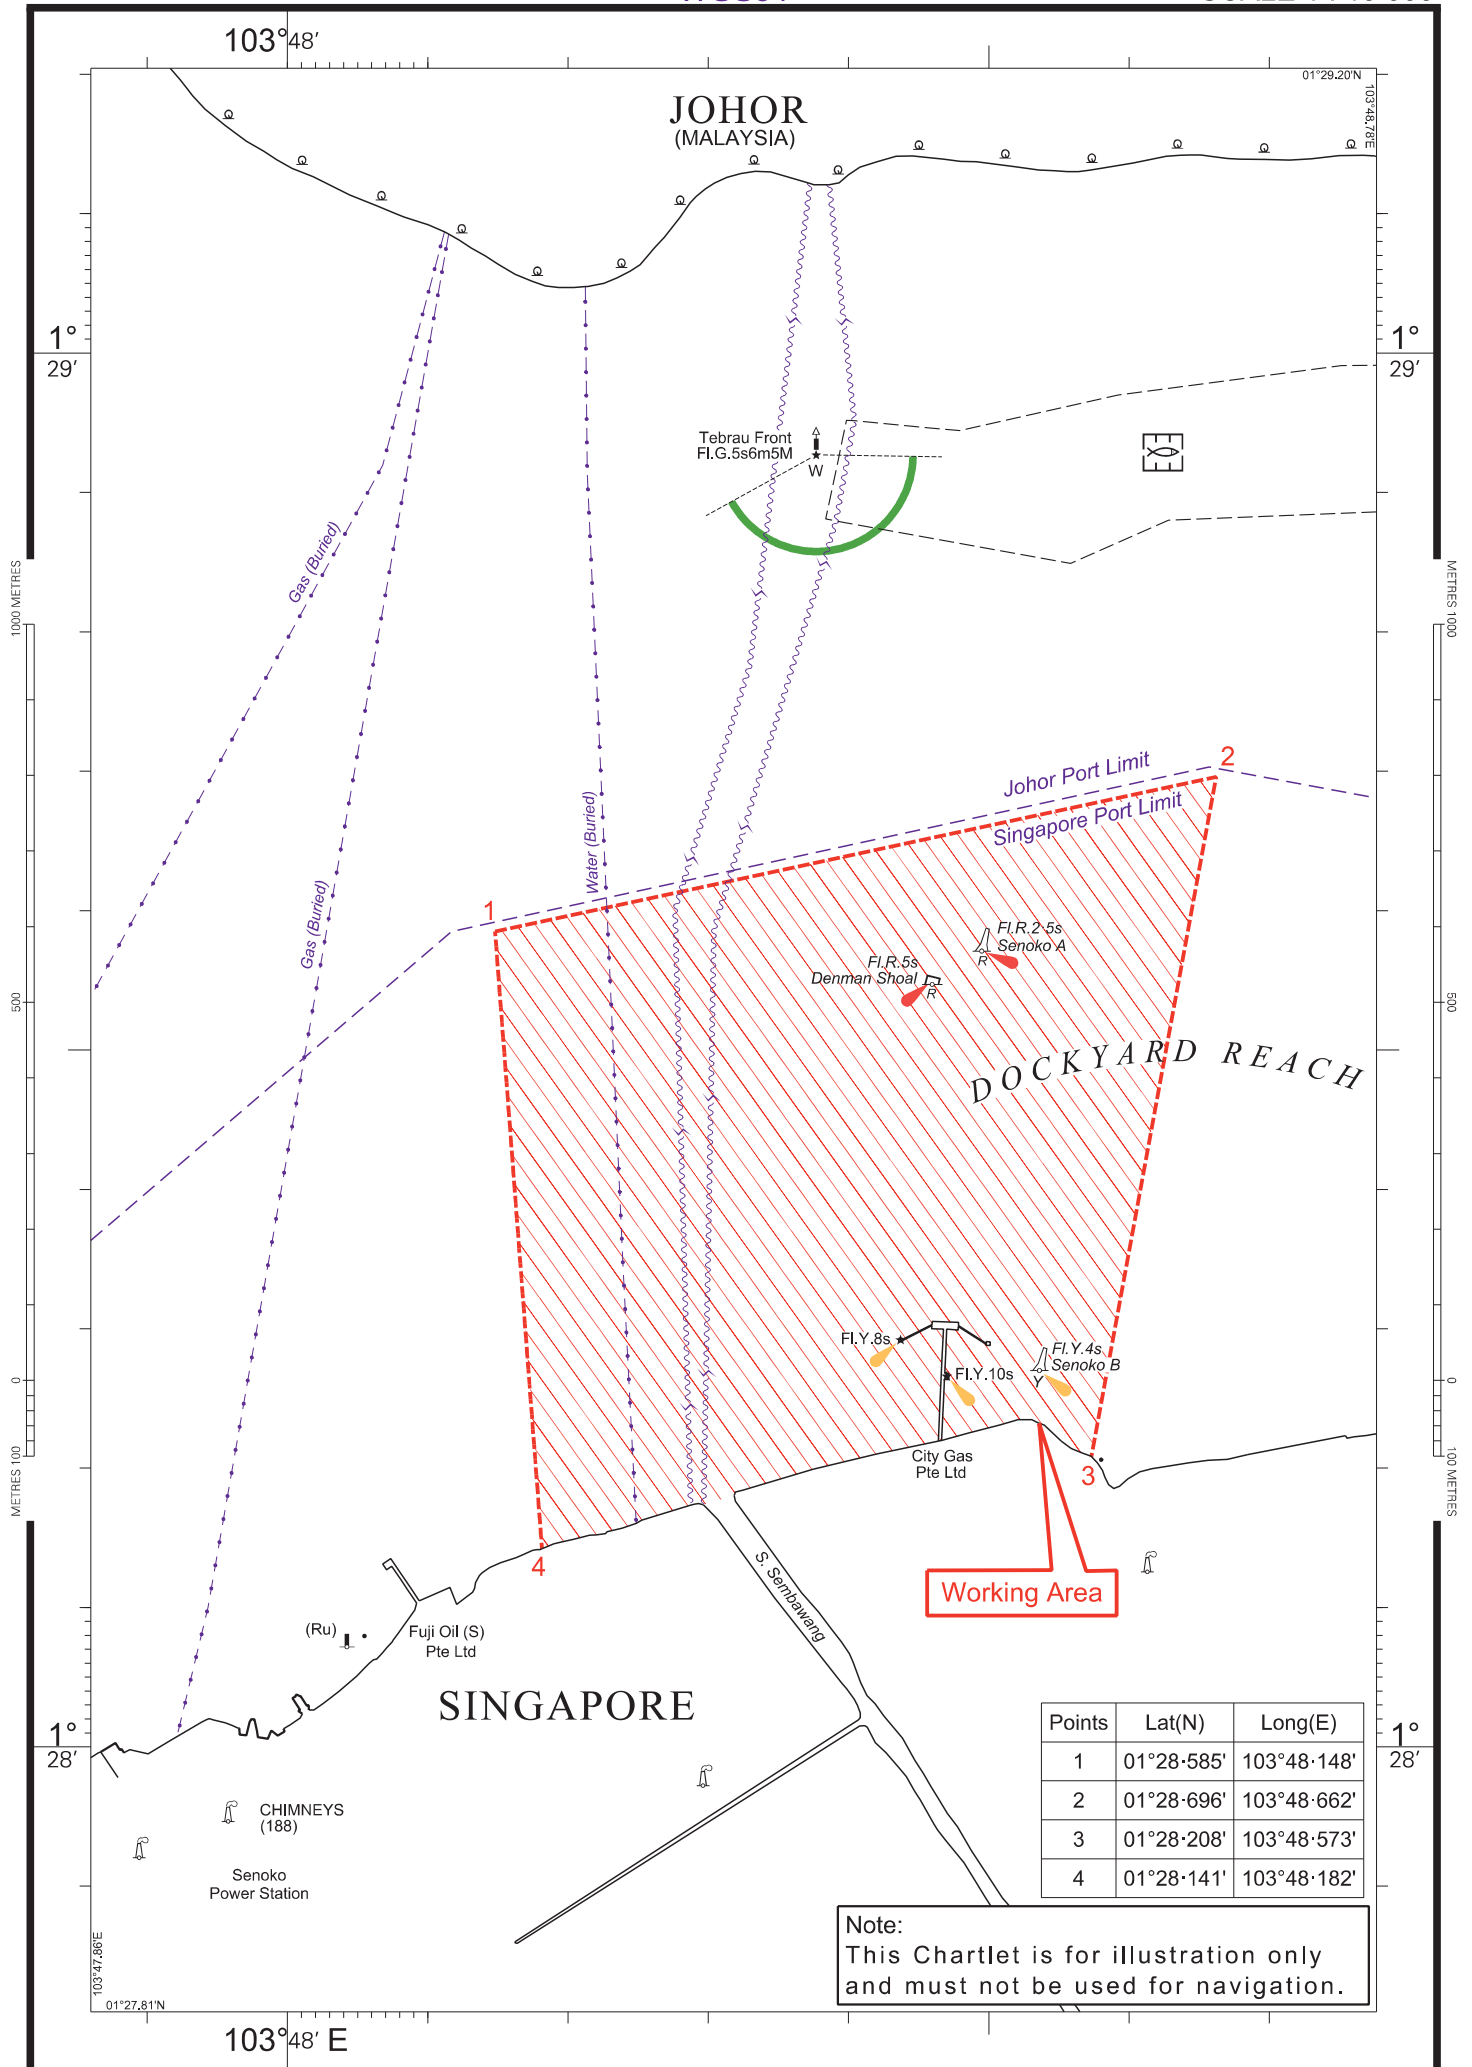 103°48′
01°29.20'N
103°48.78'E
JOHOR
(MALAYSIA)
1°
29′
1°
29′
Tebrau Front
Fl.G.5s6m5M
W
Gas (Buried)
1000 METRES
METRES 1000
Johor Port Limit
2
Singapore Port Limit
Water (Buried)
1
Gas (Buried)
Fl.R.2·5s
Senoko A
R
Fl.R.5s
Denman Shoal
R
500
500
DOCKYARD REACH
Fl.Y.8s
Fl.Y.4s
Senoko B
Y
Fl.Y.10s
0
0
City Gas
Pte Ltd
3
METRES 100
100 METRES
4
S. Sembawang
Working Area
(Ru)
Fuji Oil (S)
Pte Ltd
SINGAPORE
Points Lat(N) Long(E)
1 01°28·585' 103°48·148'
2 01°28·696' 103°48·662'
3 01°28·208' 103°48·573'
4 01°28·141' 103°48·182'
1°
28′
1°
28′
CHIMNEYS
(188)
Senoko
Power Station
Note:
This Chartlet is for illustration only
and must not be used for navigation.
103°47.86'E
01°27.81'N
103°48′ E